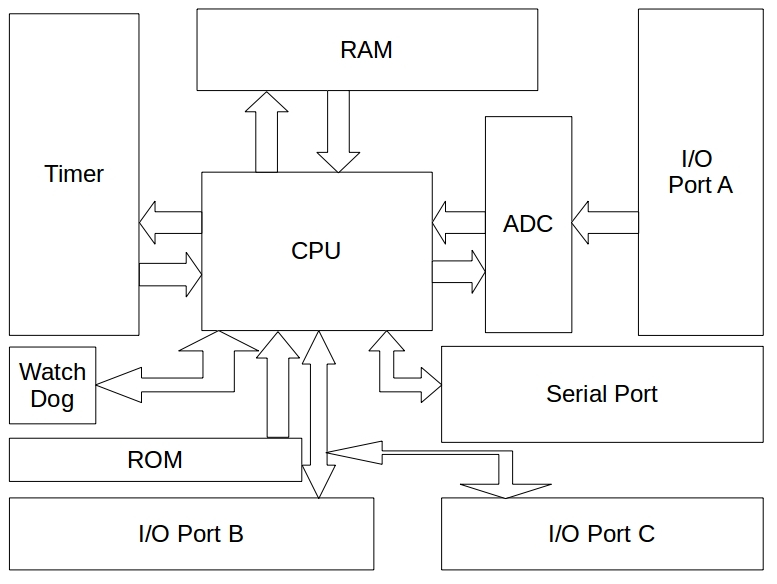 RAM
Timer
I/O
Port A
ADC
CPU
Watch
Dog
Serial Port
ROM
I/O Port B
I/O Port C